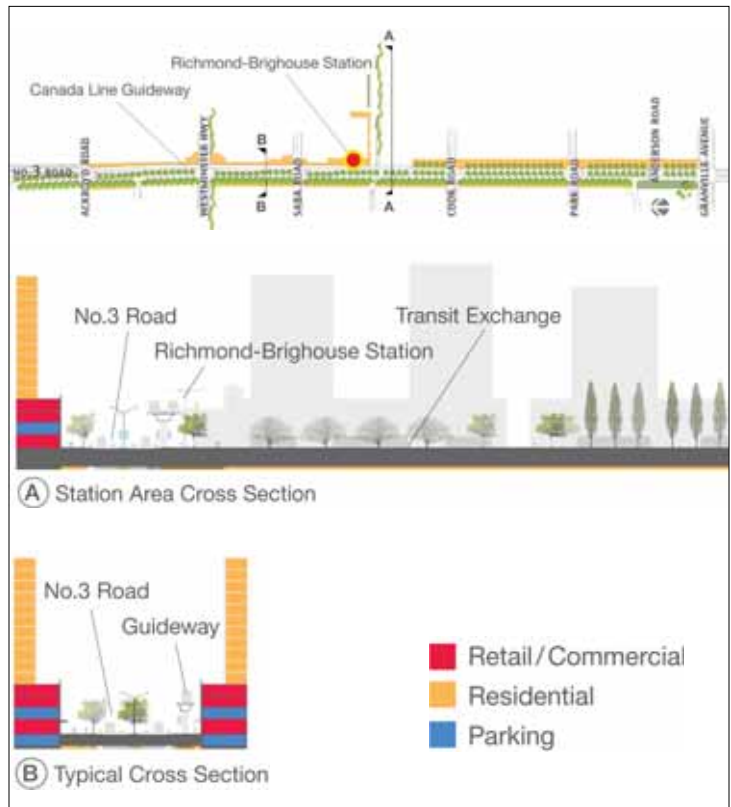 A
Richmond-Brighouse Station
Canada Line Guideway
B
NO.3 ROAD
ACKROYD ROAD
WESTMINSTER HWY
SABA ROAD
COOK ROAD
PARK ROAD
ANDERSON ROAD
GRANVILLE AVENUE
B
A
No.3 Road
Richmond-Brighouse Station
Transit Exchange
A Station Area Cross Section
No.3 Road
Guideway
Retail/Commercial
Residential
Parking
B Typical Cross Section